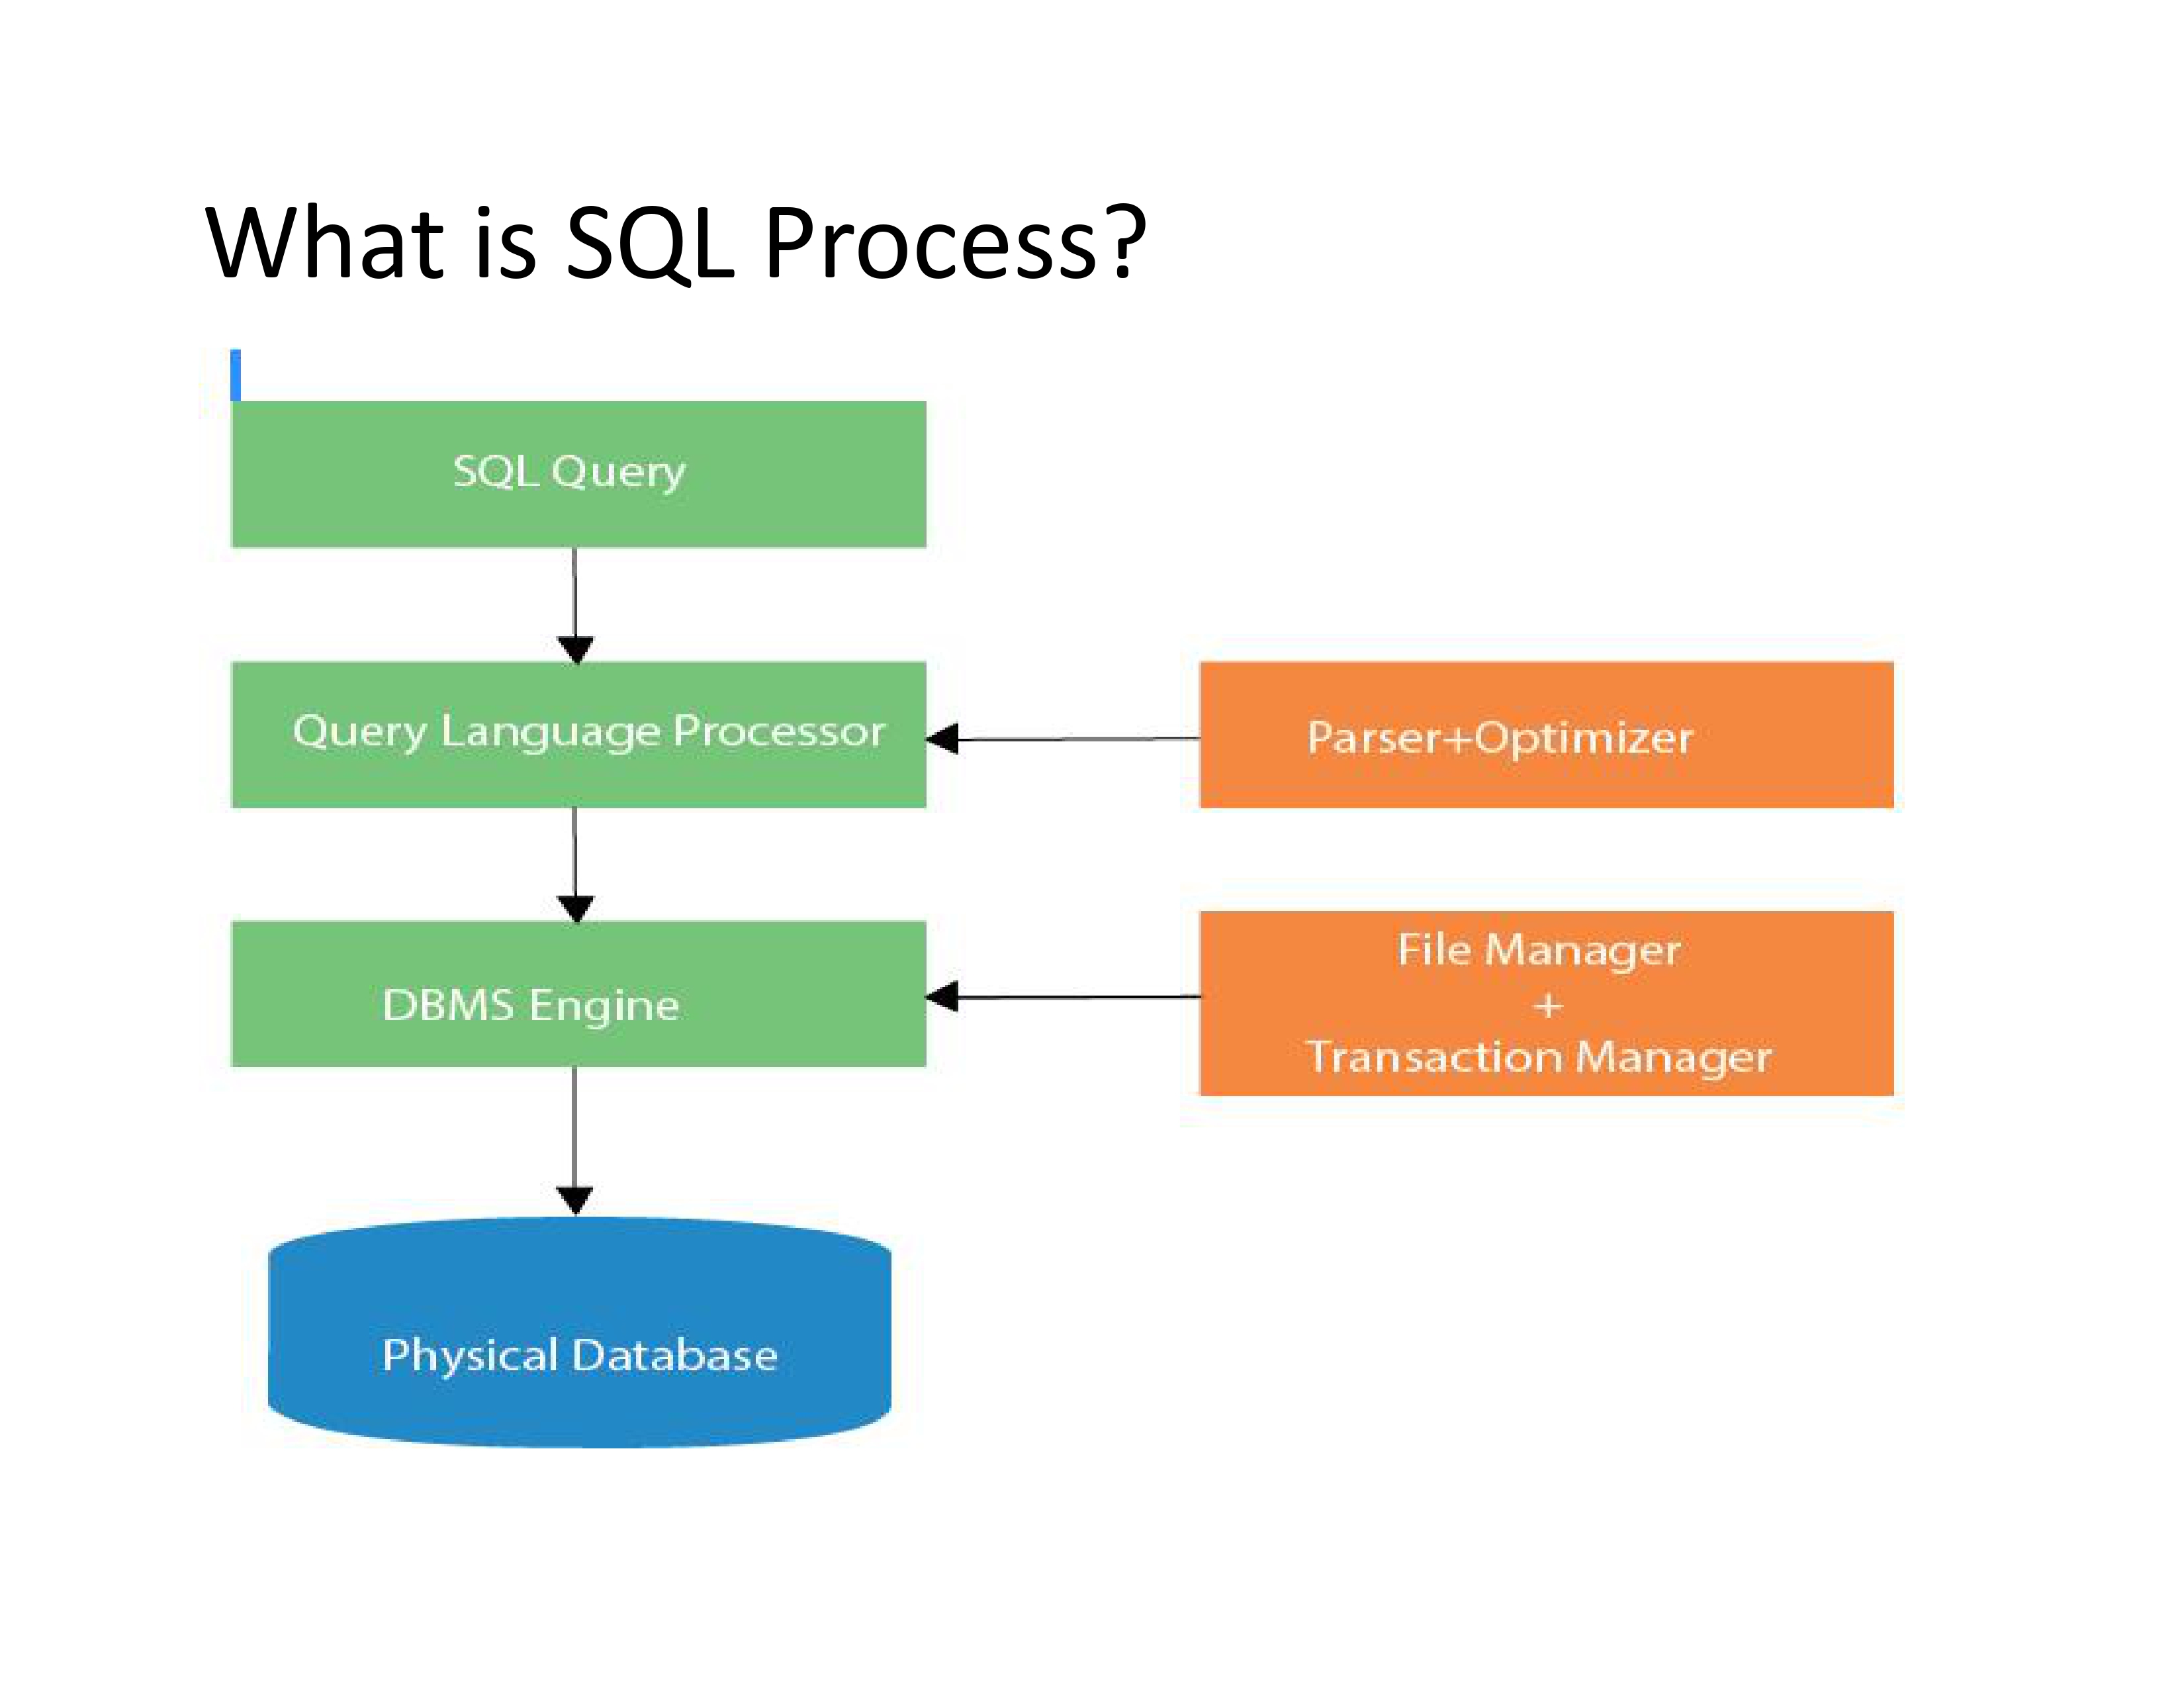 What is SQL Process?
SQL Query
Query Language Processor
Parser+Optimizer
DBMS Engine
File Manager
+
Transaction Manager
Physical Database